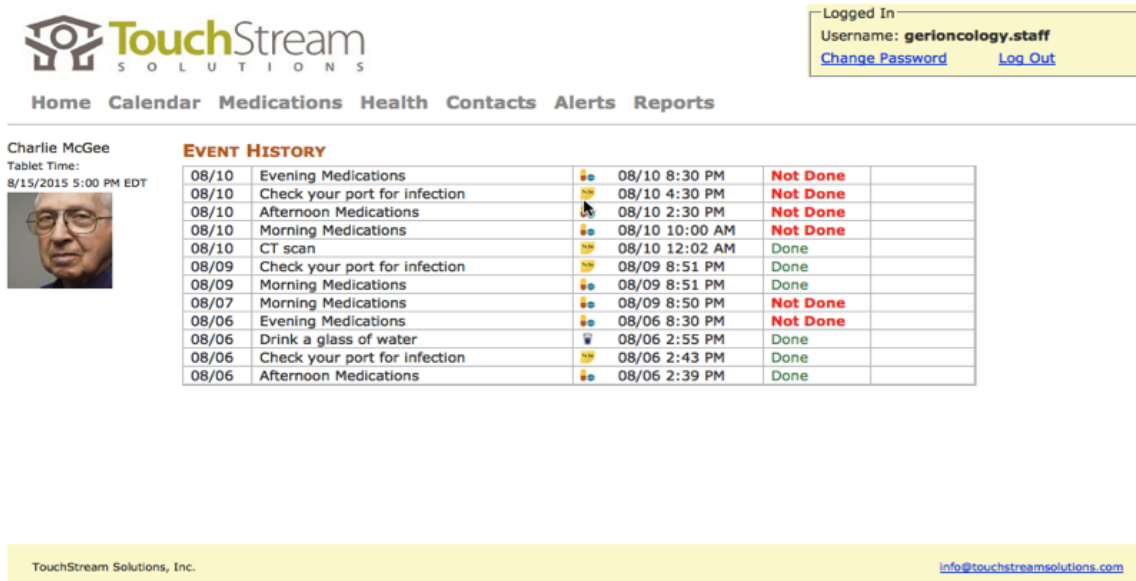 TouchStream
SOLUTIONS
Logged In
Username: gerioncology.staff
Change Password Log Out
Home Calendar Medications Health Contacts Alerts Reports
Charlie McGee
Tablet Time:
8/15/2015 5:00 PM EDT
EVENT HISTORY
08/10 Evening Medications 08/10 8:30 PM Not Done
08/10 Check your port for infection 08/10 4:30 PM Not Done
08/10 Afternoon Medications 08/10 2:30 PM Not Done
08/10 Morning Medications 08/10 10:00 AM Not Done
08/10 CT scan 08/10 12:02 AM Done
08/09 Check your port for infection 08/09 8:51 PM Done
08/09 Morning Medications 08/09 8:51 PM Done
08/07 Morning Medications 08/09 8:50 PM Not Done
08/06 Evening Medications 08/06 8:30 PM Not Done
08/06 Drink a glass of water 08/06 2:55 PM Done
08/06 Check your port for infection 08/06 2:43 PM Done
08/06 Afternoon Medications 08/06 2:39 PM Done
TouchStream Solutions, Inc. info@touchstreamsolutions.com